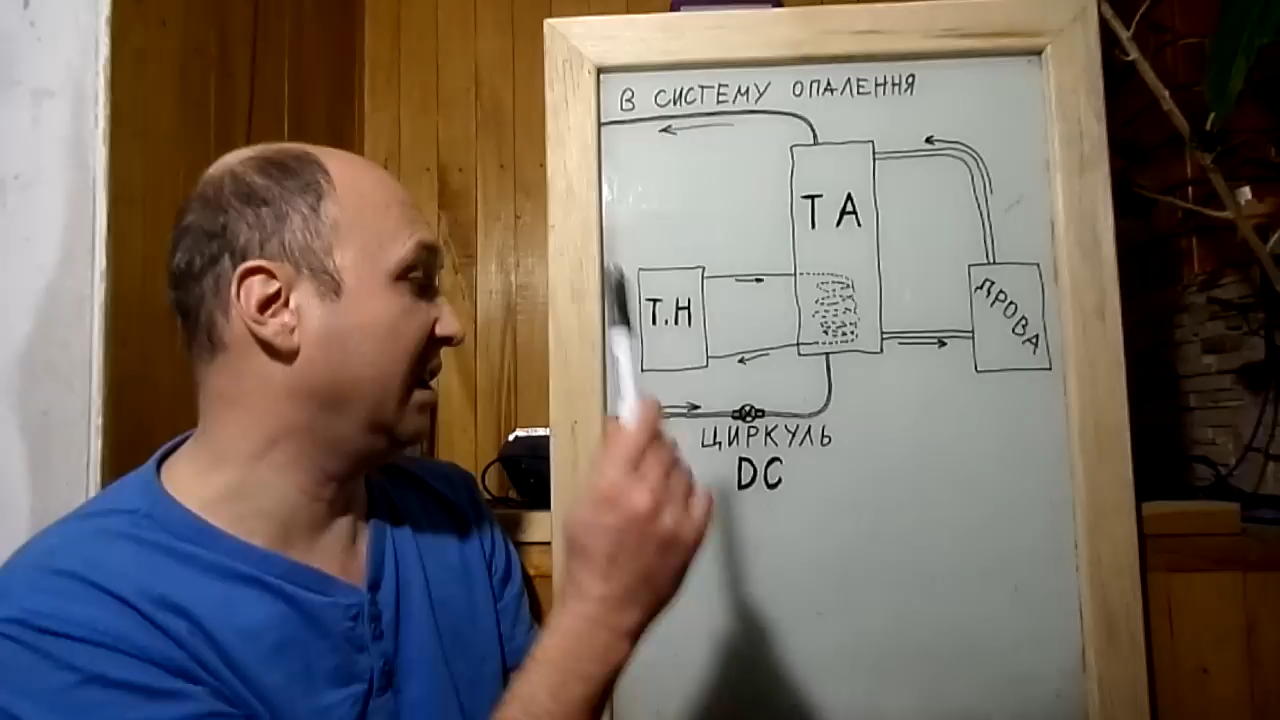 В СИСТЕМУ ОПАЛЕННЯ
ТА
Т.Н
ДРОВА
ЦИРКУЛЬ
DC